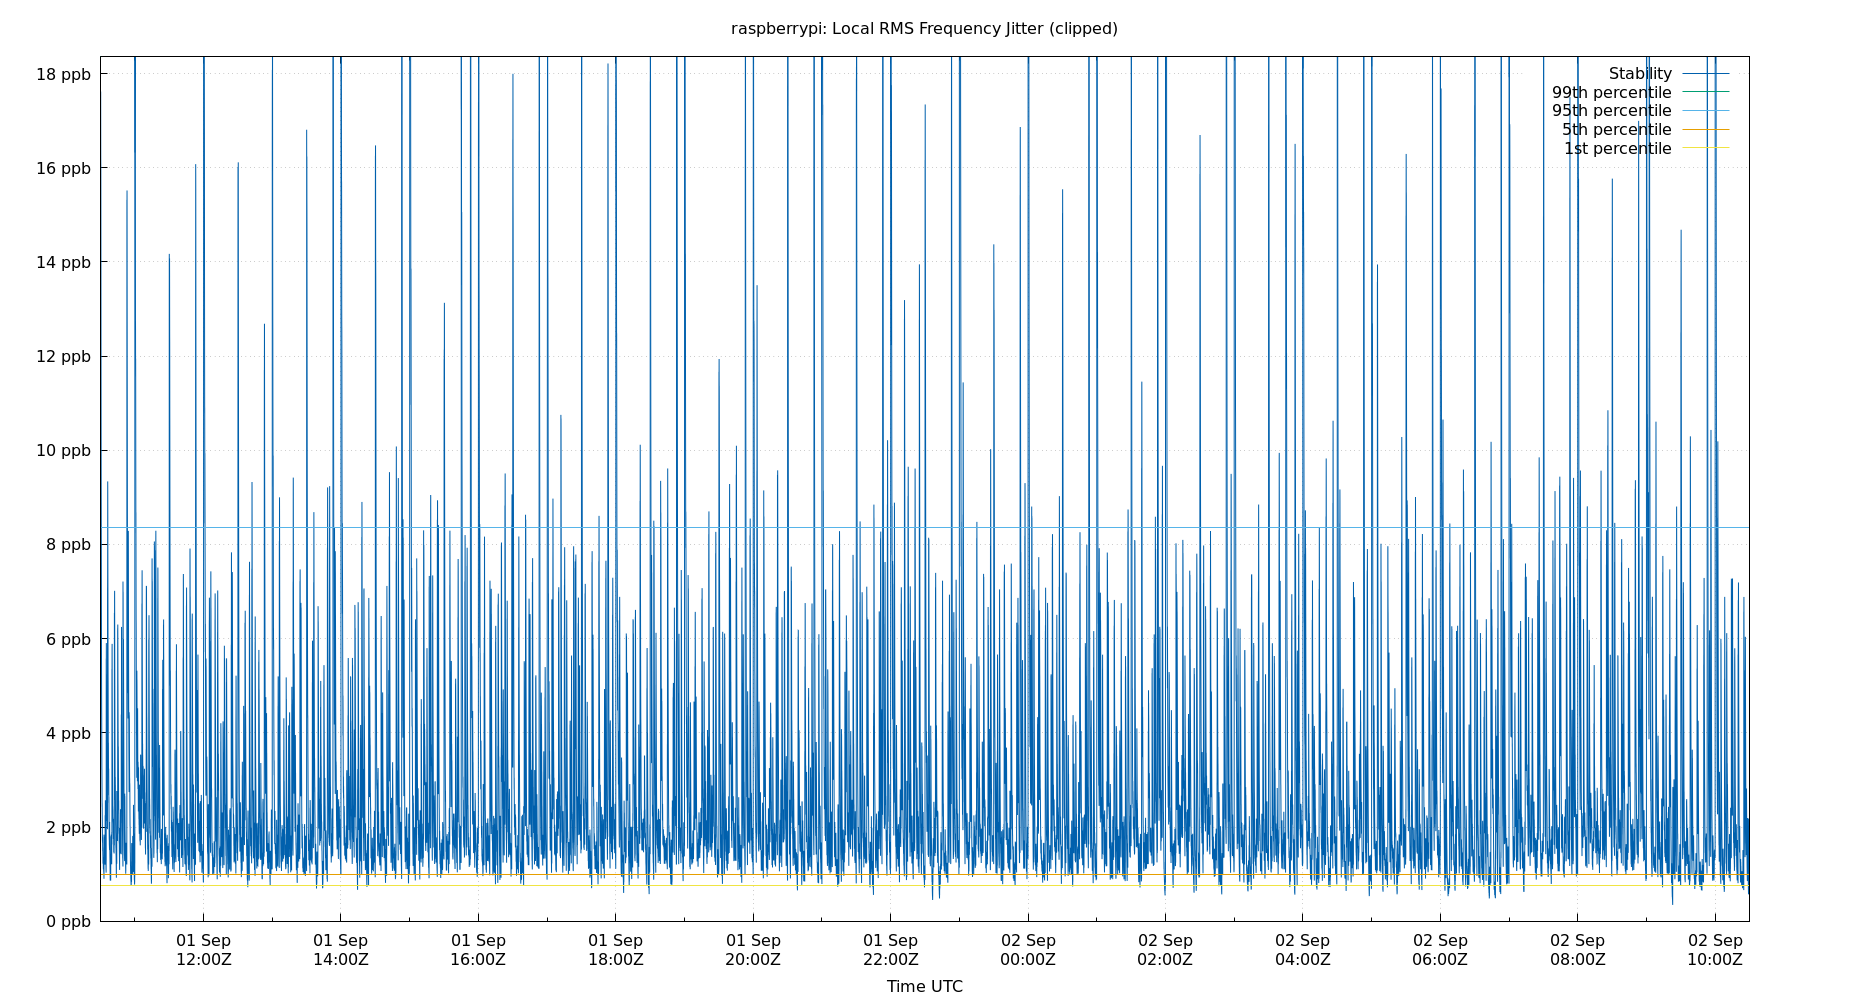 raspberrypi: Local RMS Frequency Jitter (clipped)
18 ppb
16 ppb
14 ppb
12 ppb
10 ppb
8 ppb
6 ppb
4 ppb
2 ppb
0 ppb
Stability
99th percentile
95th percentile
5th percentile
1st percentile
01 Sep 01 Sep 01 Sep 01 Sep 01 Sep 01 Sep 02 Sep 02 Sep 02 Sep 02 Sep 02 Sep 02 Sep
12:00Z 14:00Z 16:00Z 18:00Z 20:00Z 22:00Z 00:00Z 02:00Z 04:00Z 06:00Z 08:00Z 10:00Z
Time UTC